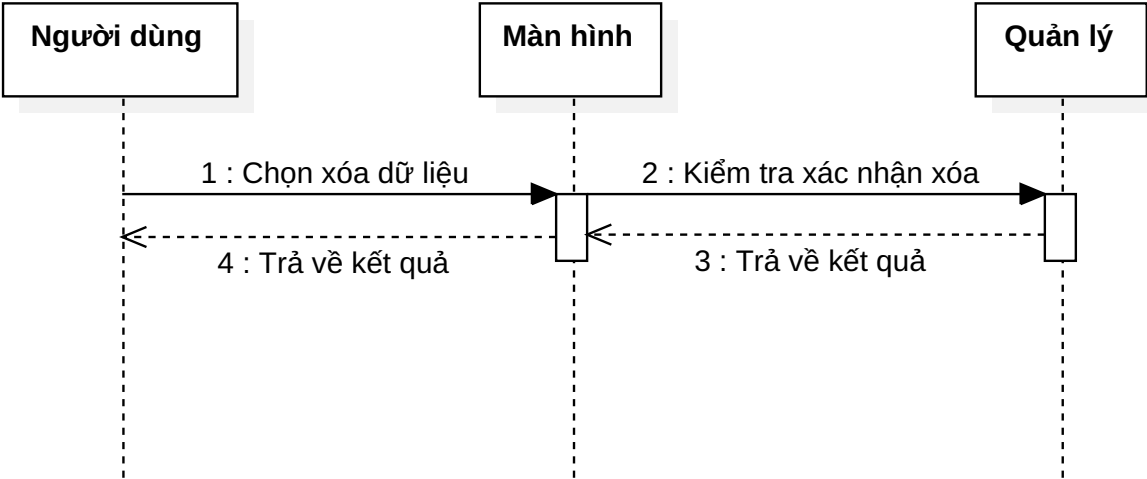 Người dùng
Màn hình
Quản lý
1 : Chọn xóa dữ liệu
2 : Kiểm tra xác nhận xóa
4 : Trả về kết quả
3 : Trả về kết quả